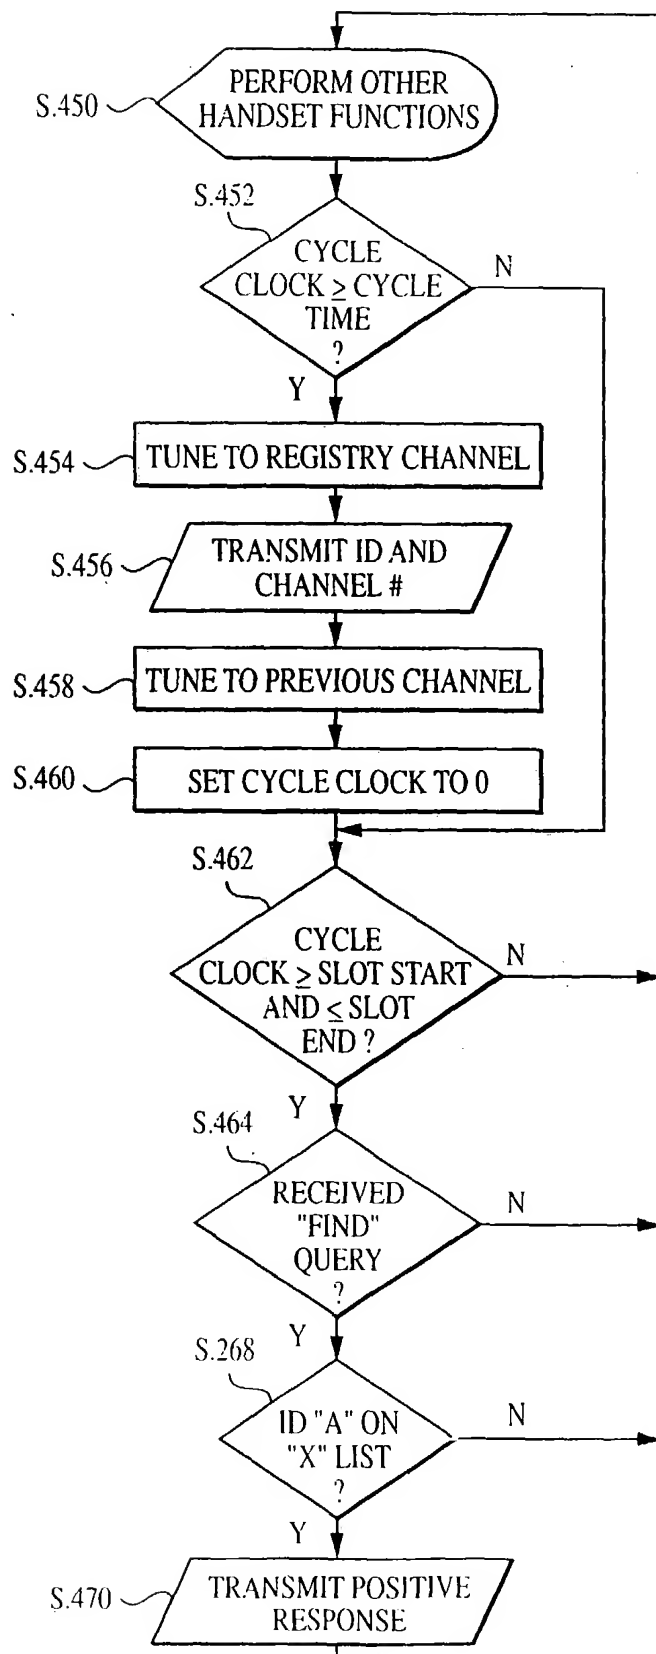 S.450
PERFORM OTHER
HANDSET FUNCTIONS
S.452
CYCLE
CLOCK ≥ CYCLE
TIME
?
N
Y
S.454
TUNE TO REGISTRY CHANNEL
S.456
TRANSMIT ID AND
CHANNEL #
S.458
TUNE TO PREVIOUS CHANNEL
S.460
SET CYCLE CLOCK TO 0
S.462
CYCLE
CLOCK ≥ SLOT START
AND ≤ SLOT
END ?
N
Y
S.464
RECEIVED
"FIND"
QUERY
?
N
Y
S.268
ID "A" ON
"X" LIST
?
N
Y
S.470
TRANSMIT POSITIVE
RESPONSE